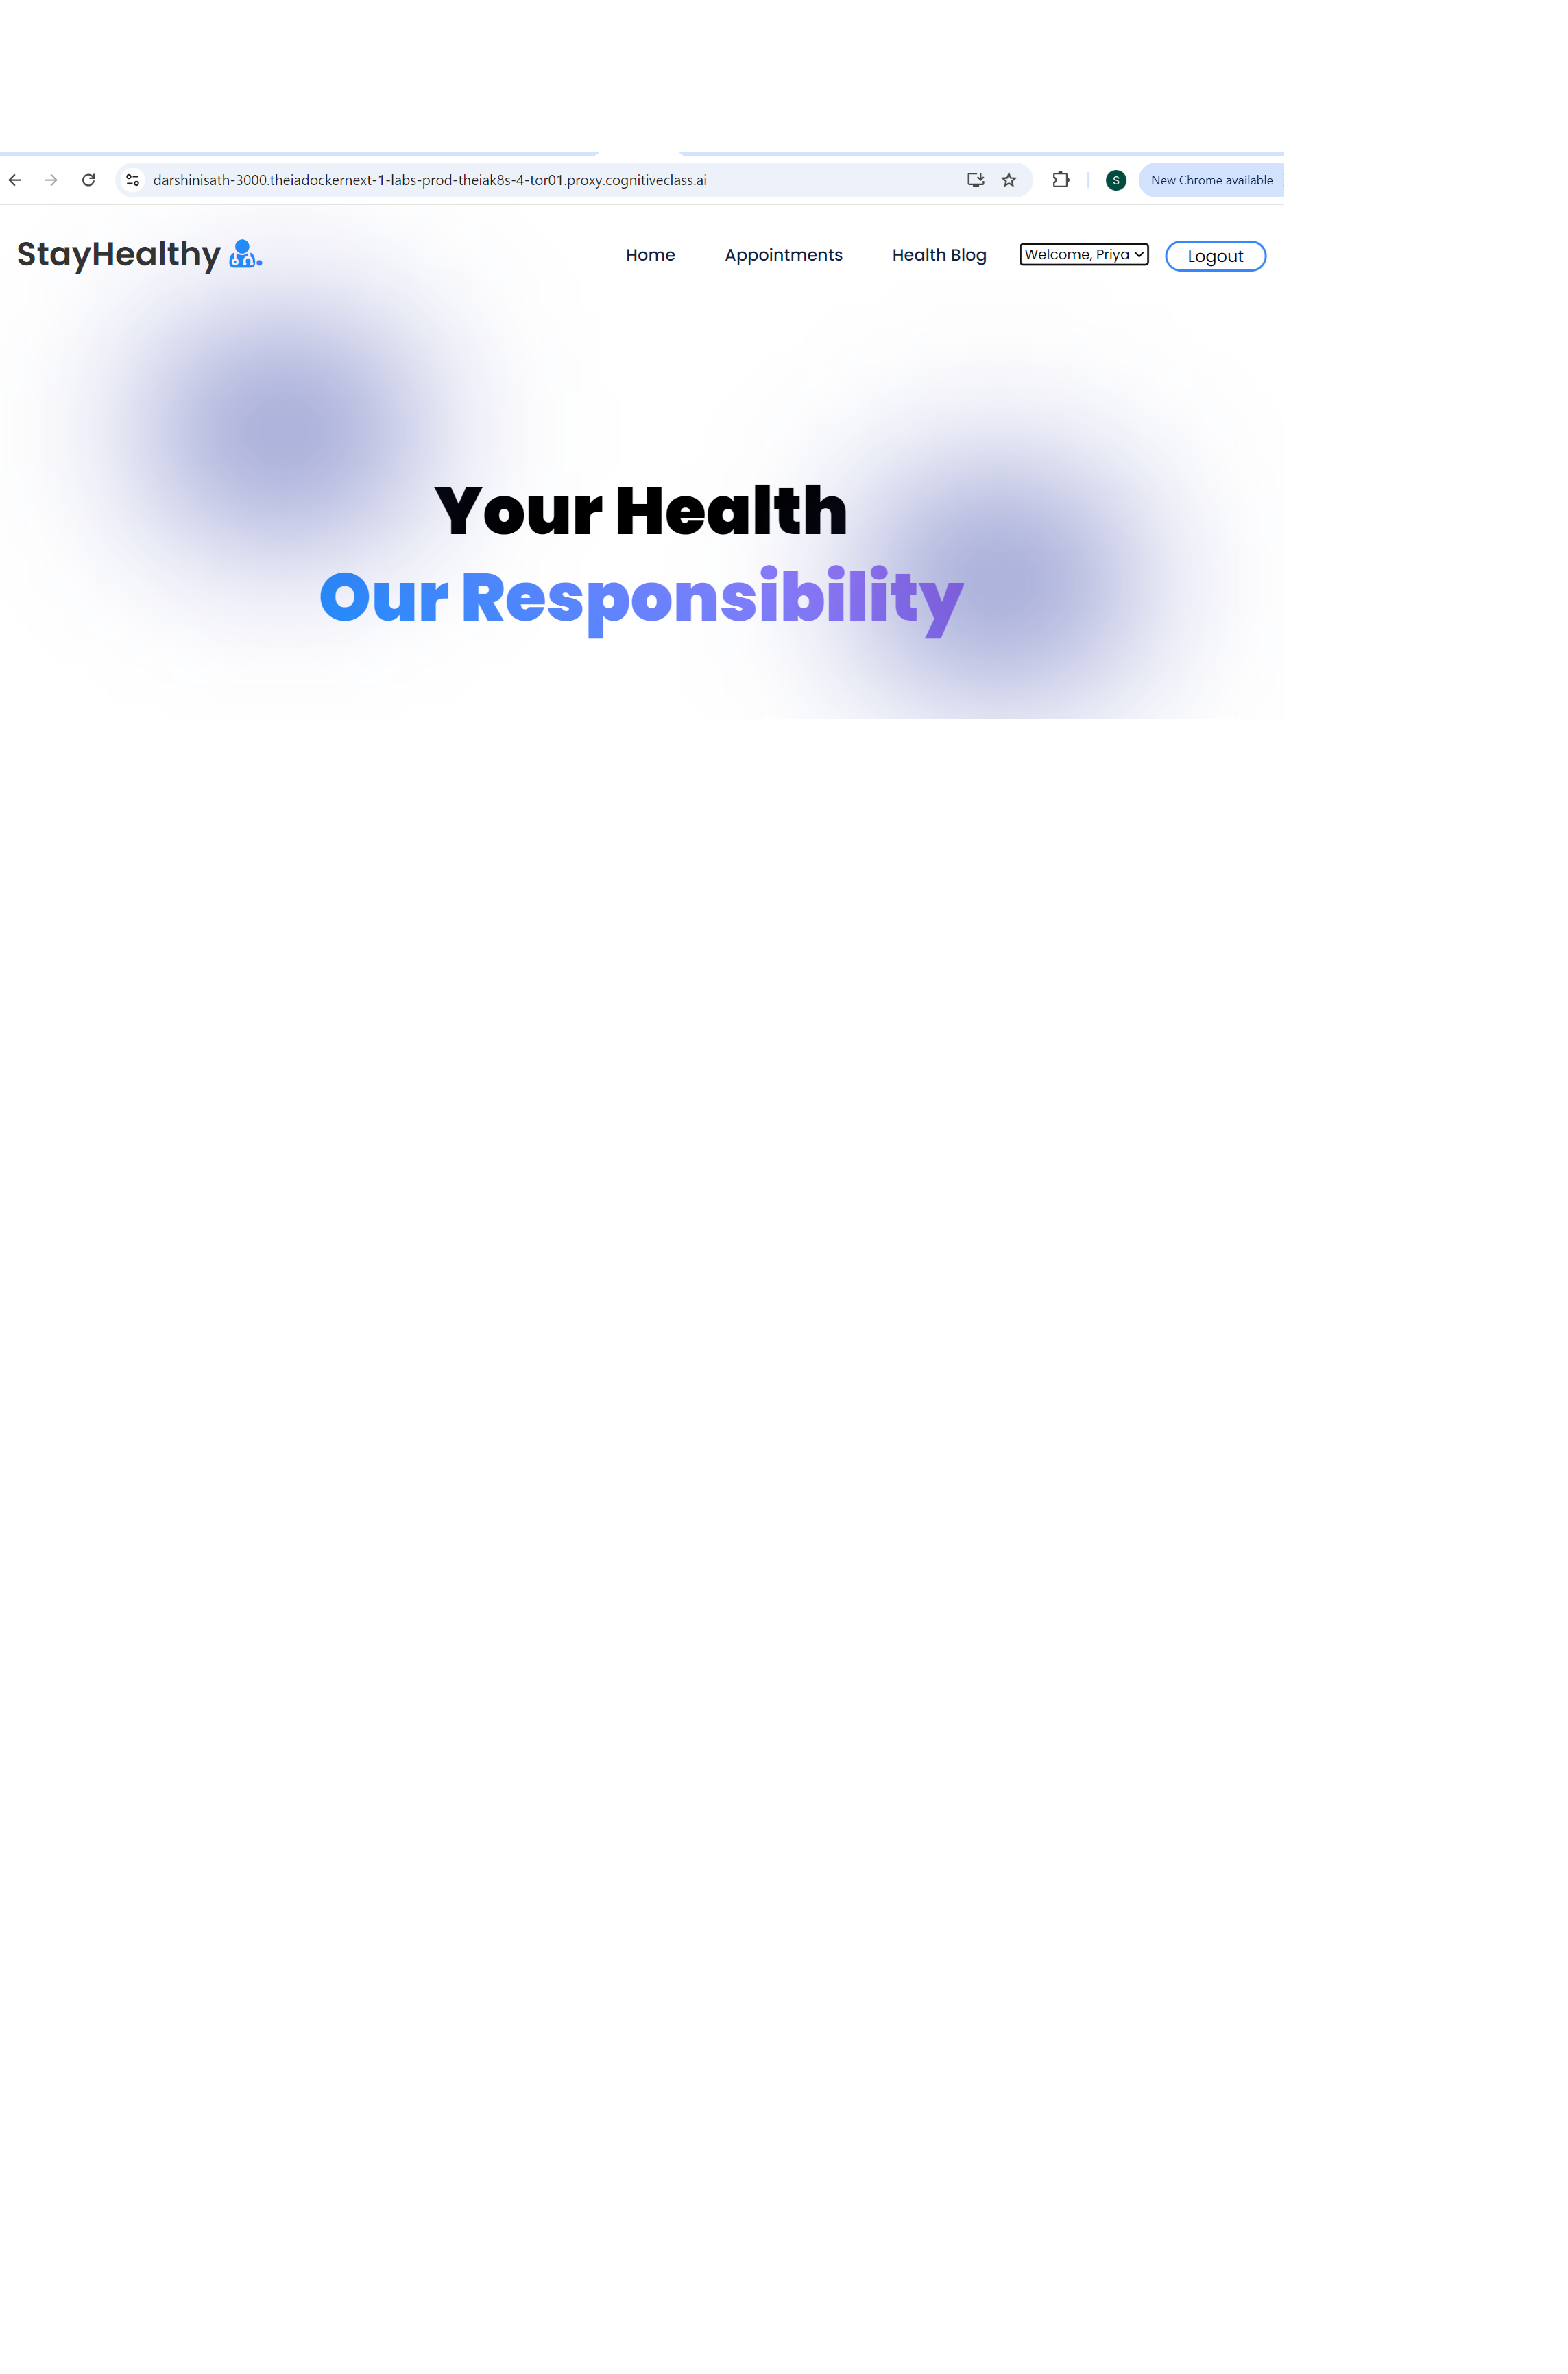 darshinisath-3000.theiadockernext-1-labs-prod-theiak8s-4-tor01.proxy.cognitiveclass.ai
S
New Chrome available
StayHealthy
Home
Appointments
Health Blog
Welcome, Priya
Logout
Your Health
Our Responsibility